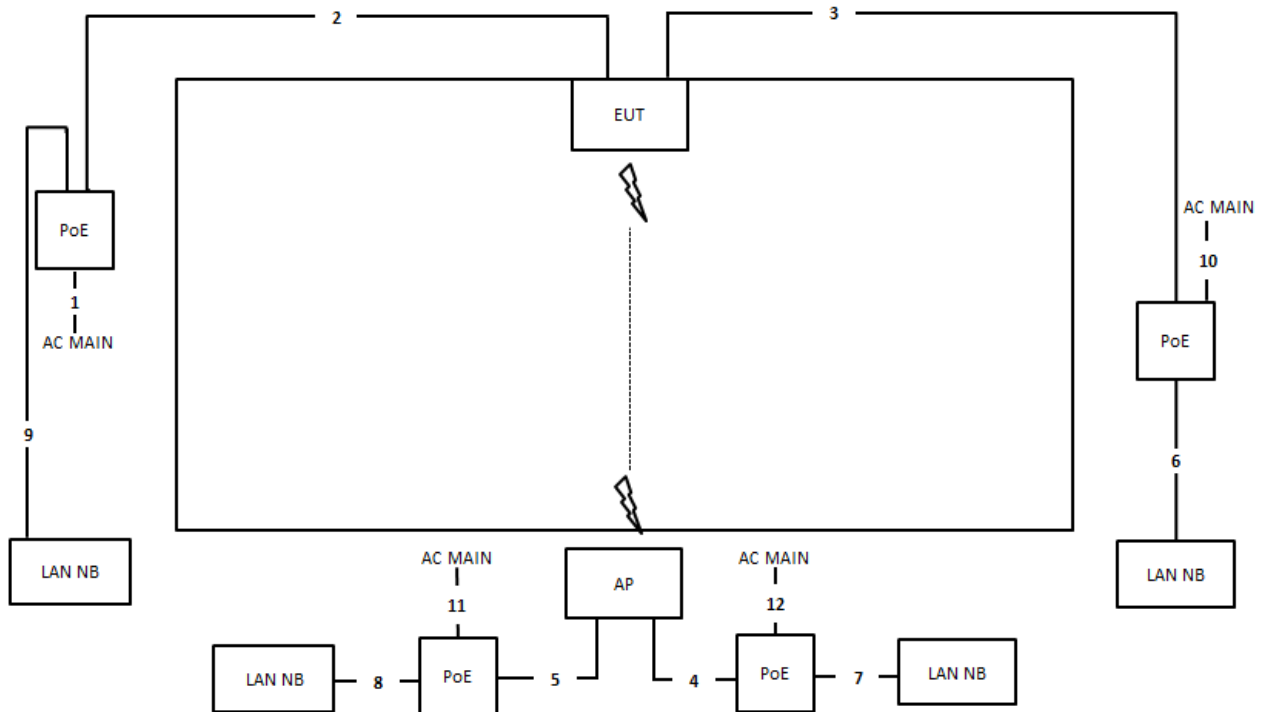 2
3
EUT
PoE
AC MAIN
10
1
AC MAIN
PoE
9
6
LAN NB
AC MAIN
AP
AC MAIN
LAN NB
11
12
LAN NB
8
PoE
5
4
PoE
7
LAN NB